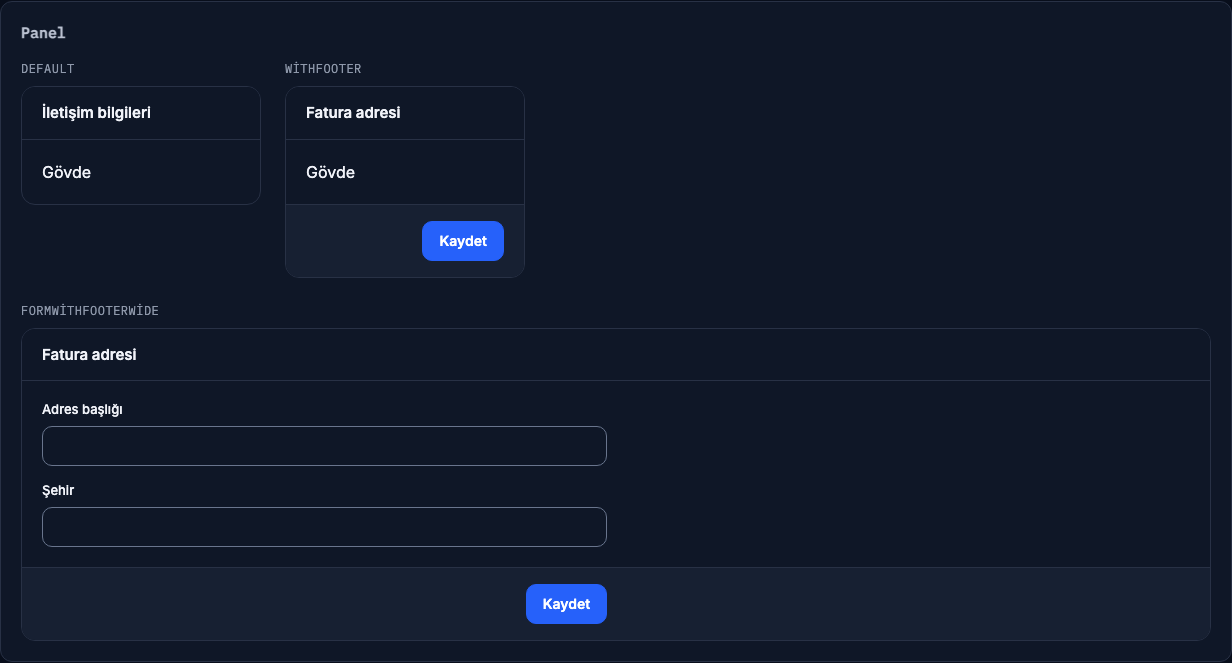 Panel
DEFAULT
WİTHFOOTER
İletişim bilgileri
Gövde
Fatura adresi
Gövde
Kaydet
FORMWİTHFOOTERWİDE
Fatura adresi
Adres başlığı
Şehir
Kaydet